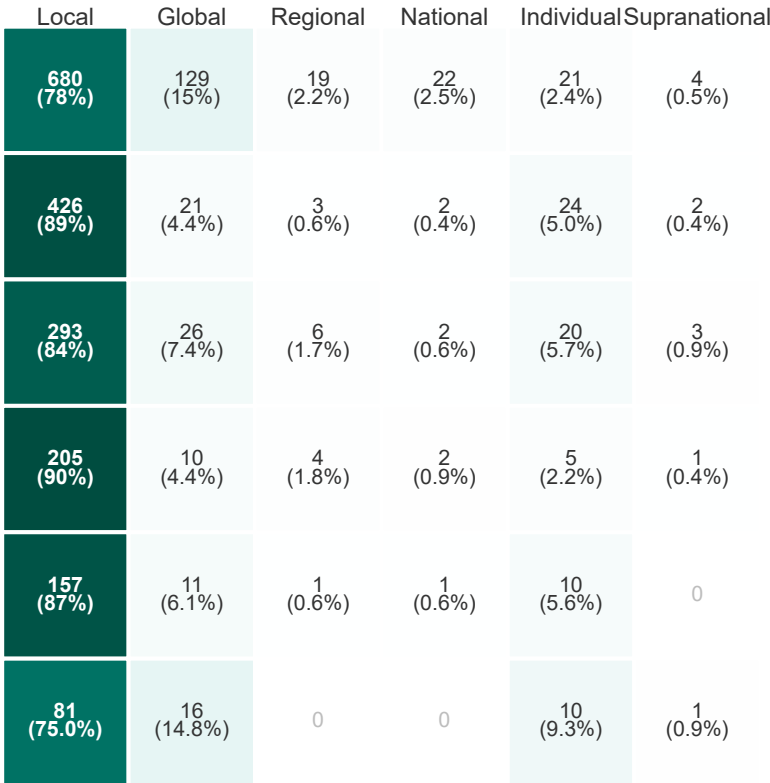 Local Global Regional National Individual Supranational
680 129 19 22 21 4
(78%) (15%) (2.2%) (2.5%) (2.4%) (0.5%)
426 21 3 2 24 2
(89%) (4.4%) (0.6%) (0.4%) (5.0%) (0.4%)
293 26 6 2 20 3
(84%) (7.4%) (1.7%) (0.6%) (5.7%) (0.9%)
205 10 4 2 5 1
(90%) (4.4%) (1.8%) (0.9%) (2.2%) (0.4%)
157 11 1 1 10 0
(87%) (6.1%) (0.6%) (0.6%) (5.6%)
81 16 0 0 10 1
(75.0%) (14.8%) (9.3%) (0.9%)